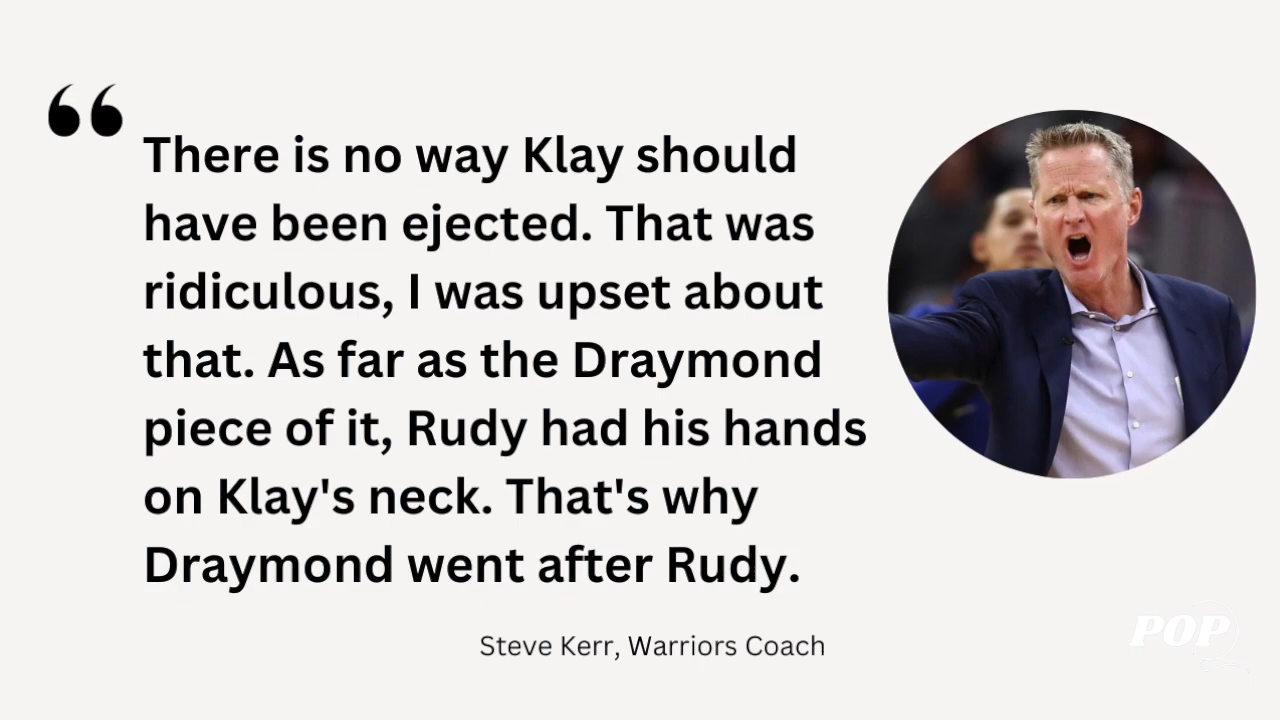 “
There is no way Klay should
have been ejected. That was
ridiculous, I was upset about
that. As far as the Draymond
piece of it, Rudy had his hands
on Klay's neck. That's why
Draymond went after Rudy.
Steve Kerr, Warriors Coach
POP